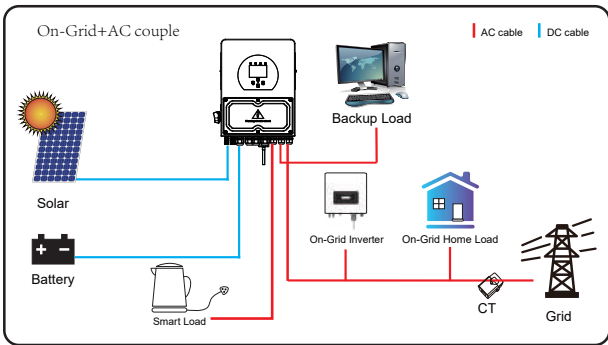 On-Grid+AC couple
AC cable
DC cable
Backup Load
Solar
On-Grid Inverter
On-Grid Home Load
Battery
Smart Load
CT
Grid